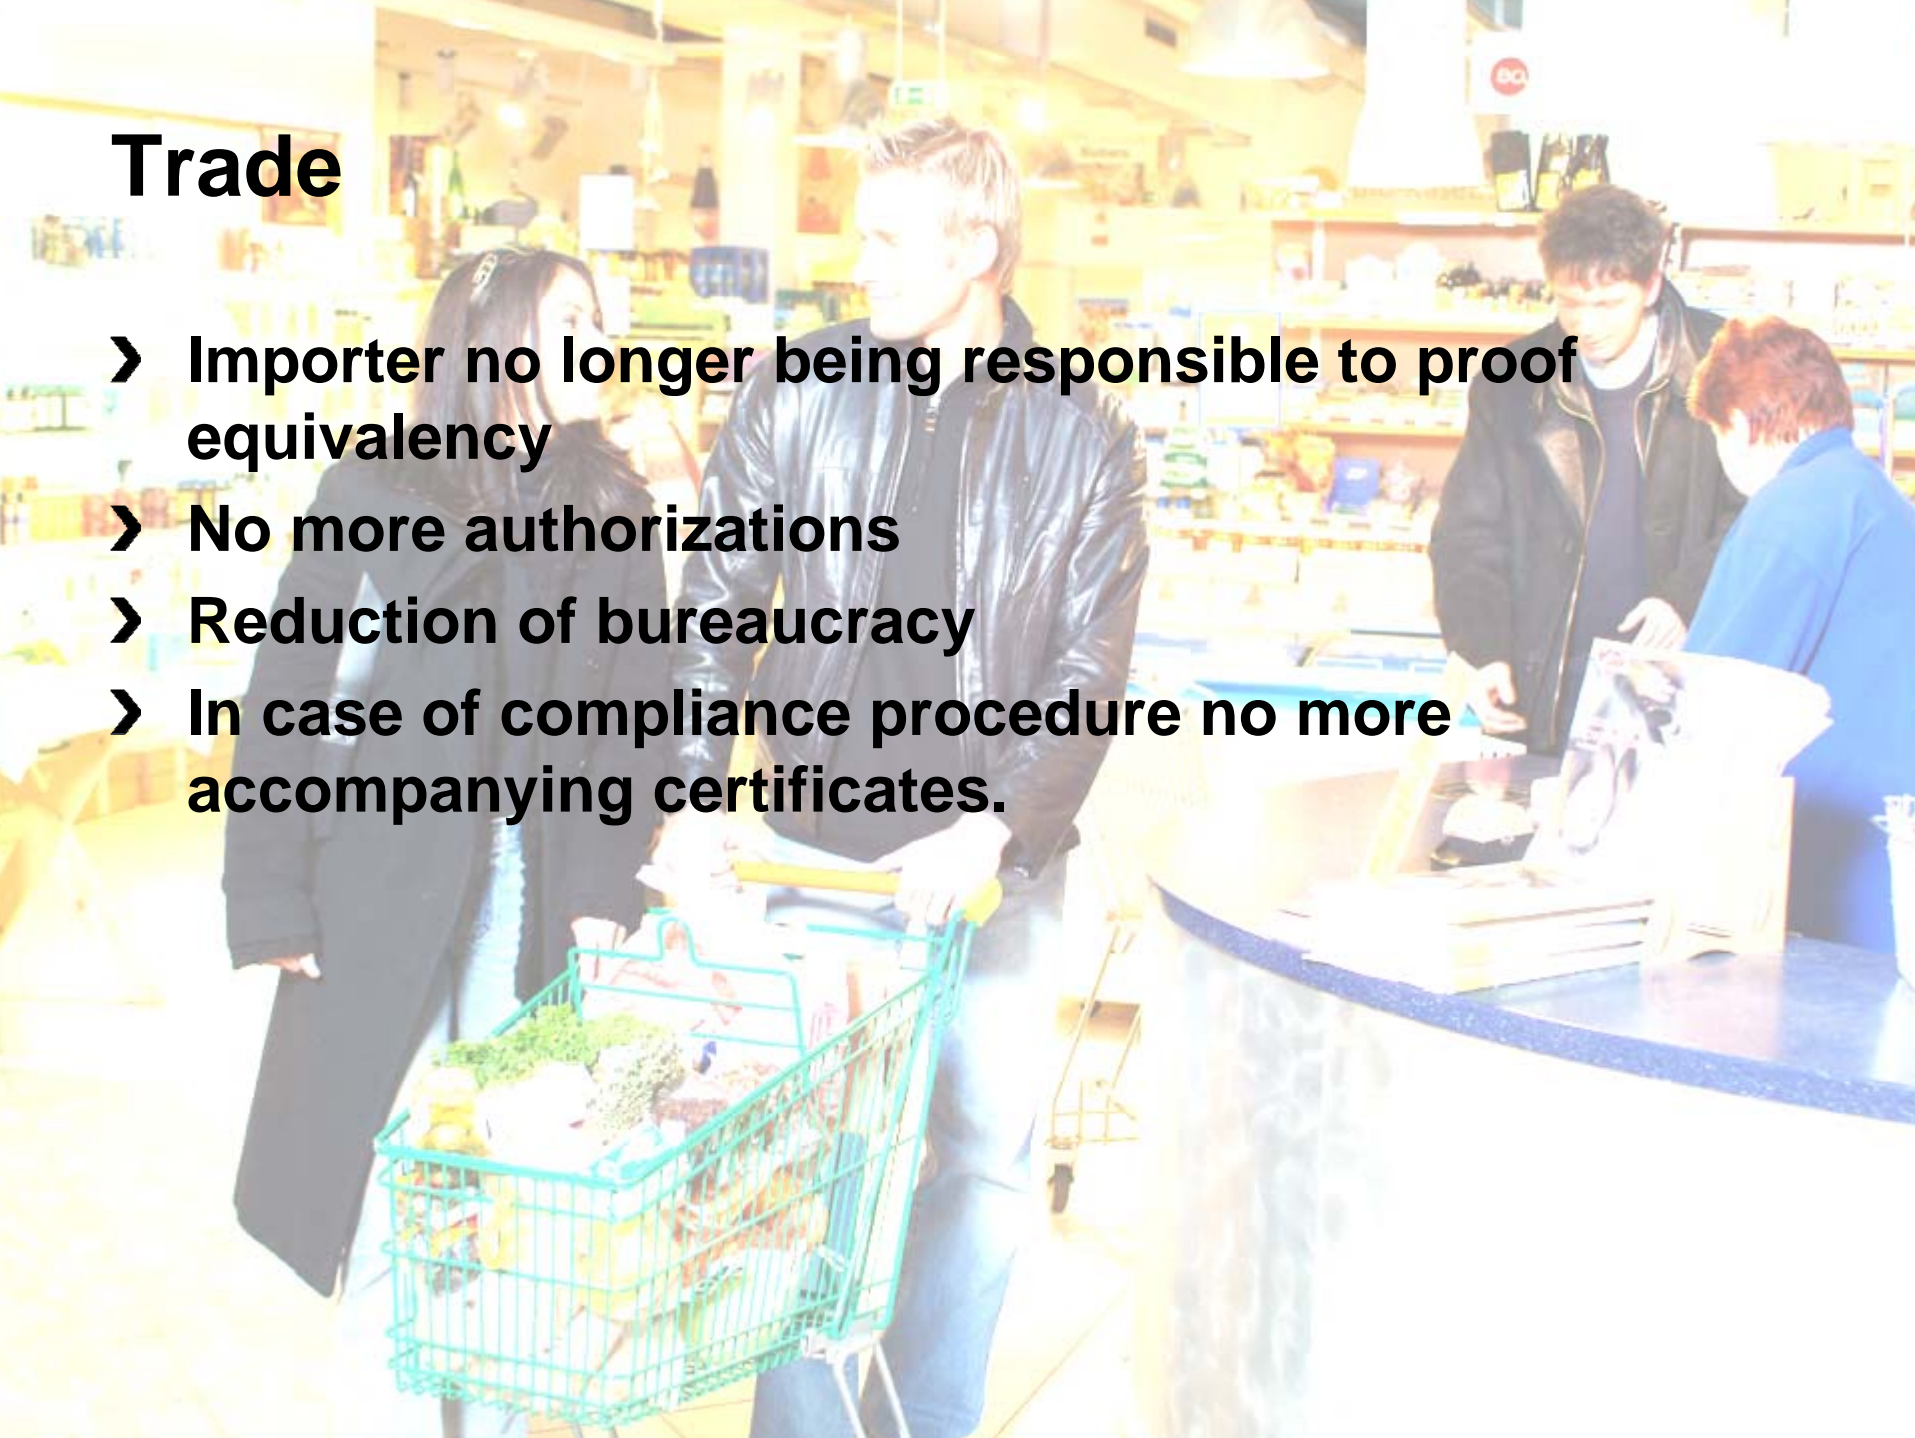 Trade
Importer no longer being responsible to proof
equivalency
No more authorizations
Reduction of bureaucracy
In case of compliance procedure no more
accompanying certificates.